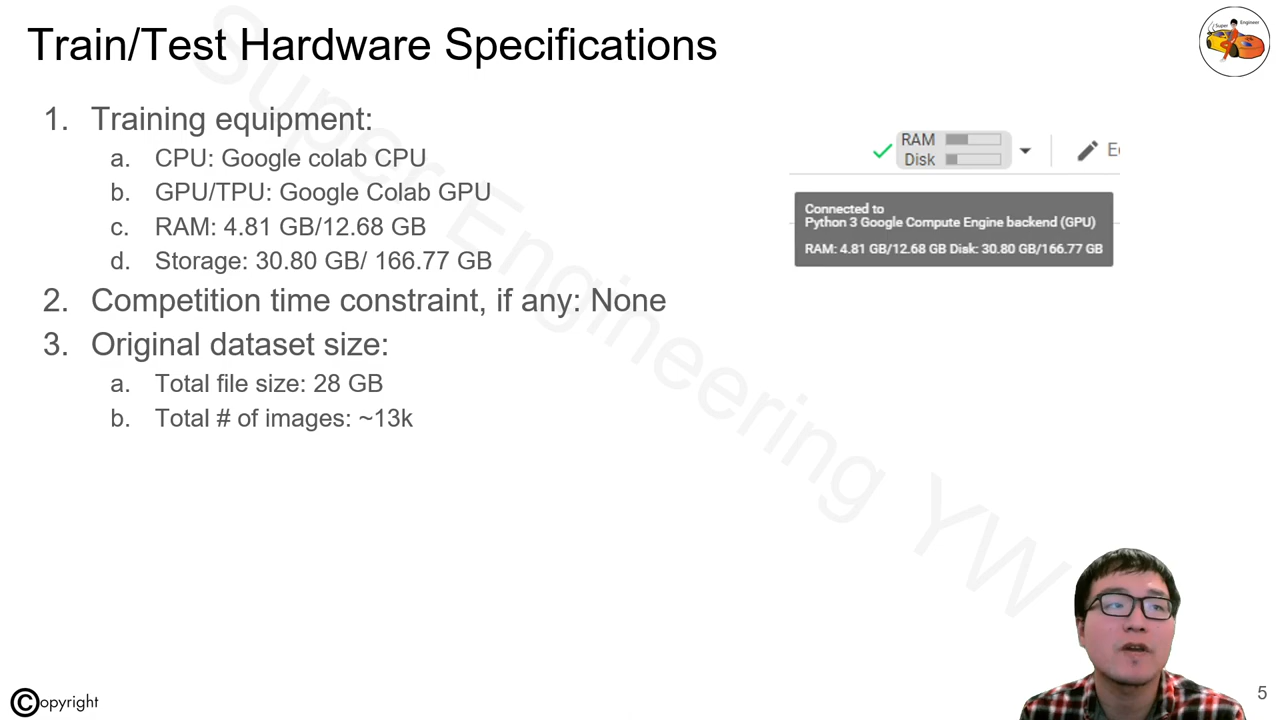 Train/Test Hardware Specifications
Super Engineer
1. Training equipment:
a. CPU: Google colab CPU
b. GPU/TPU: Google Colab GPU
c. RAM: 4.81 GB/12.68 GB
d. Storage: 30.80 GB/ 166.77 GB
2. Competition time constraint, if any: None
3. Original dataset size:
a. Total file size: 28 GB
b. Total # of images: ~13k
RAM
Disk
E
Connected to
Python 3 Google Compute Engine backend (GPU)
RAM: 4.81 GB/12.68 GB Disk: 30.80 GB/166.77 GB
Super Engineering YW
©opyright
5